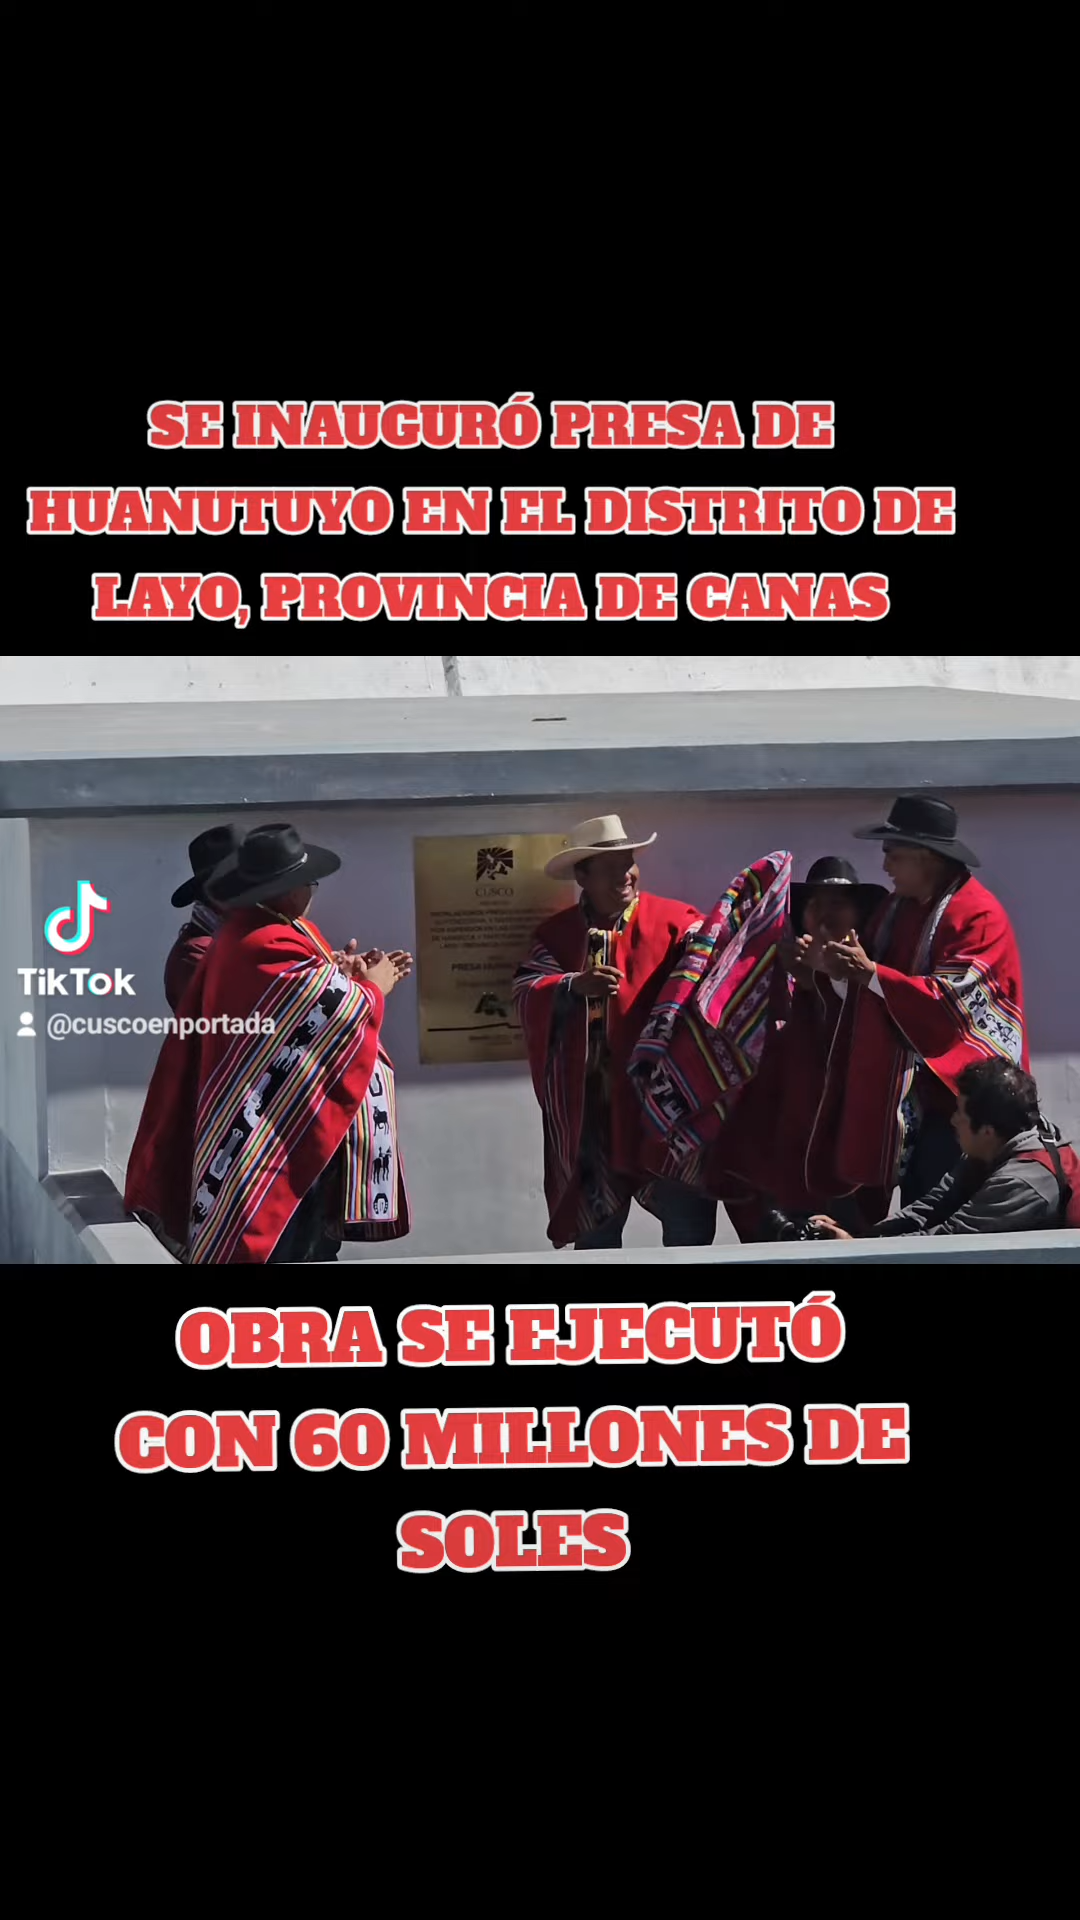 SE INAUGURÓ PRESA DE
HUANUTUYO EN EL DISTRITO DE
LAYO, PROVINCIA DE CANAS
CUSCO
PRESA
TikTok
@cuscoenportada
OBRA SE EJECUTÓ
CON 60 MILLONES DE
SOLES